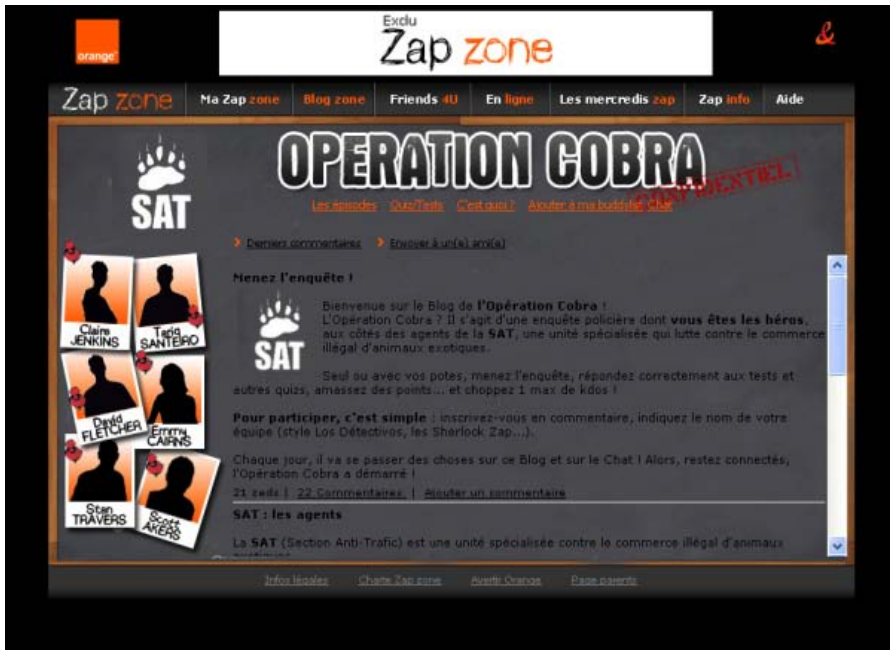 orange
Exclu
Zap zone
&
Zap zone
Ma Zap zone Blog zone Friends 4U En ligne Les mercredis zap Zap info Aide
SAT
OPERATION COBRA
CONFIDENTIEL
Les épisodes Quiz/Tests C'est quoi ? Ajouter à ma buddylist Chat
Derniers commentaires Envoyer à un(e) ami(e)
Claire
JENKINS
Tariq
SANTEIRO
David
FLETCHER
Emmy
CAIRNS
Stan
TRAVERS
Scott
AKERS
Menez l'enquête !
SAT
Bienvenue sur le Blog de l'Opération Cobra !
L'Opération Cobra ? Il s'agit d'une enquête policière dont vous êtes les héros,
aux côtés des agents de la SAT, une unité spécialisée qui lutte contre le commerce
illégal d'animaux exotiques.
Seul ou avec vos potes, menez l'enquête, répondez correctement aux tests et
autres quizs, amassez des points... et choppez 1 max de kdos !
Pour participer, c'est simple : inscrivez-vous en commentaire, indiquez le nom de votre
équipe (style Los Détectivos, les Sherlock Zap...).
Chaque jour, il va se passer des choses sur ce Blog et sur le Chat ! Alors, restez connectés,
l'Opération Cobra a démarré !
21 zeds | 22 Commentaires | Ajouter un commentaire
SAT : les agents
La SAT (Section Anti-Trafic) est une unité spécialisée contre le commerce illégal d'animaux
Infos légales Charte Zap zone Avertir Orange Page parents